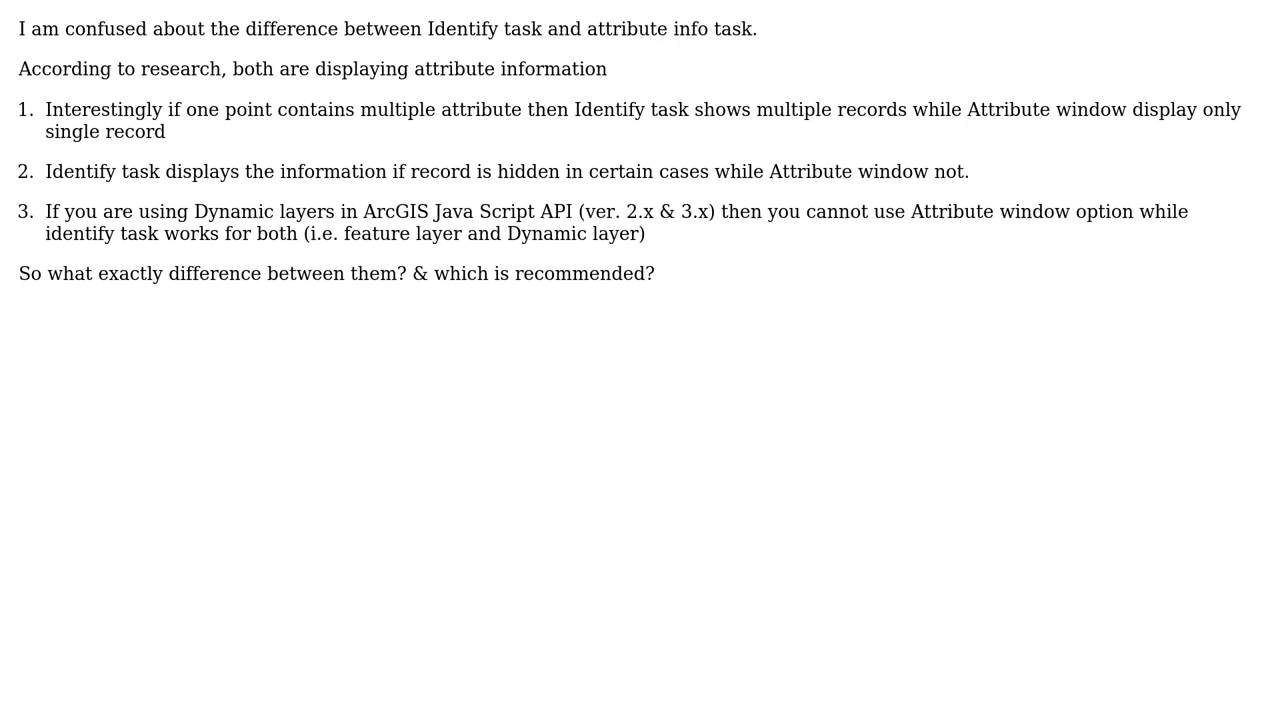 I am confused about the difference between Identify task and attribute info task.
According to research, both are displaying attribute information
1. Interestingly if one point contains multiple attribute then Identify task shows multiple records while Attribute window display only
single record
2. Identify task displays the information if record is hidden in certain cases while Attribute window not.
3. If you are using Dynamic layers in ArcGIS Java Script API (ver. 2.x & 3.x) then you cannot use Attribute window option while
identify task works for both (i.e. feature layer and Dynamic layer)
So what exactly difference between them? & which is recommended?